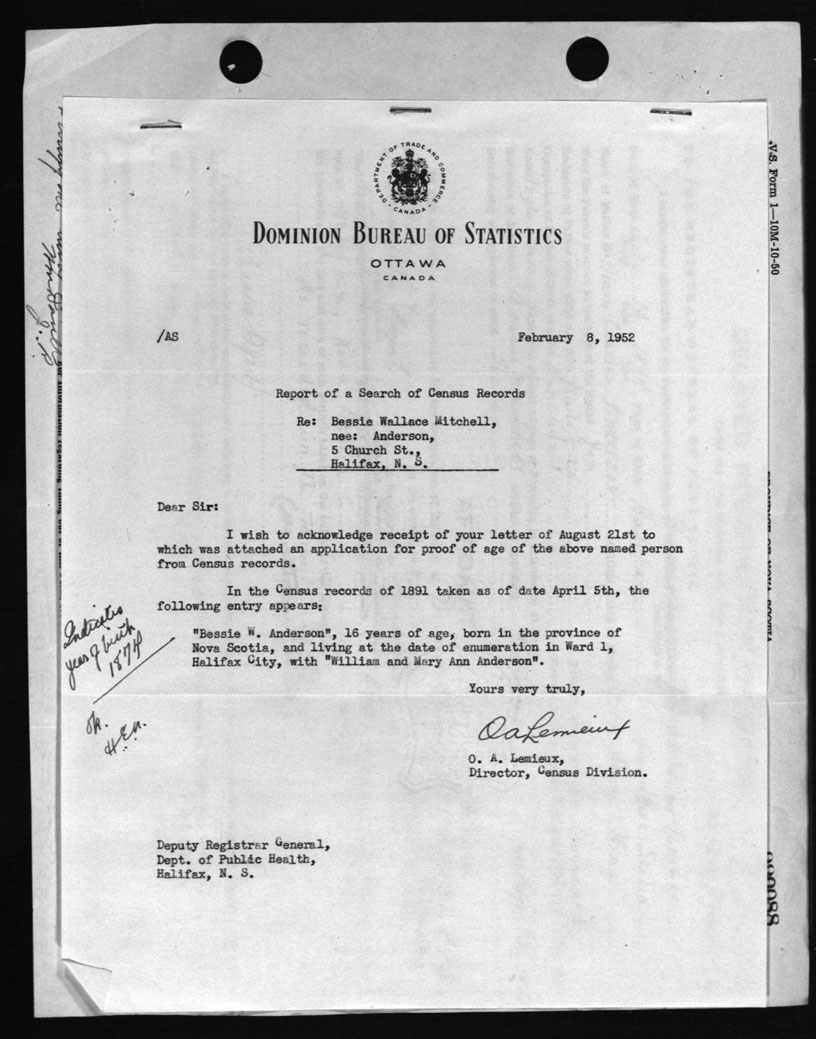 DEPARTMENT OF TRADE AND COMMERCE
CANADA
DOMINION BUREAU OF STATISTICS
OTTAWA
CANADA
V.S. Form 1—10M-10-50
/AS
February 8, 1952
Report of a Search of Census Records
Re: Bessie Wallace Mitchell,
nee: Anderson,
5 Church St.,
Halifax, N. S.
Dear Sir:
I wish to acknowledge receipt of your letter of August 21st to
which was attached an application for proof of age of the above named person
from Census records.
In the Census records of 1891 taken as of date April 5th, the
following entry appears:
Indicates
year of birth
1874
"Bessie W. Anderson", 16 years of age, born in the province of
Nova Scotia, and living at the date of enumeration in Ward 1,
Halifax City, with "William and Mary Ann Anderson".
Yours very truly,
Ok.
H.E.N.
OALemieux
O. A. Lemieux,
Director, Census Division.
Deputy Registrar General,
Dept. of Public Health,
Halifax, N. S.